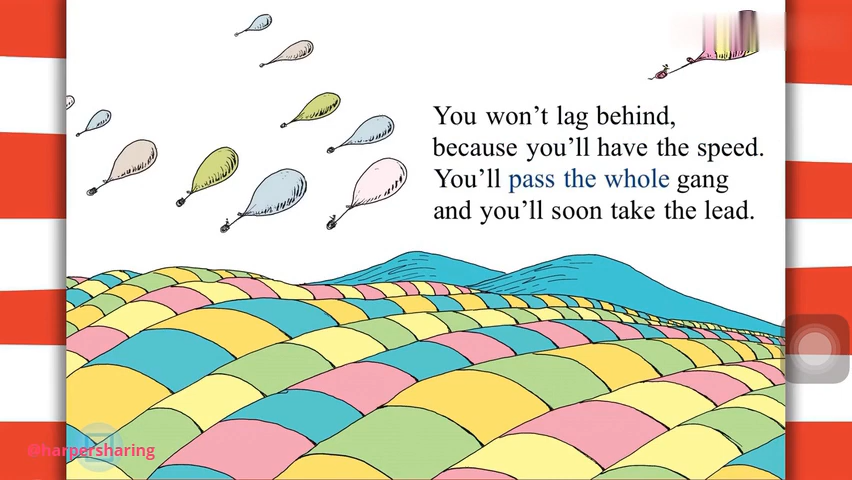 You won’t lag behind,
because you’ll have the speed.
You’ll pass the whole gang
and you’ll soon take the lead.
@harpersharing